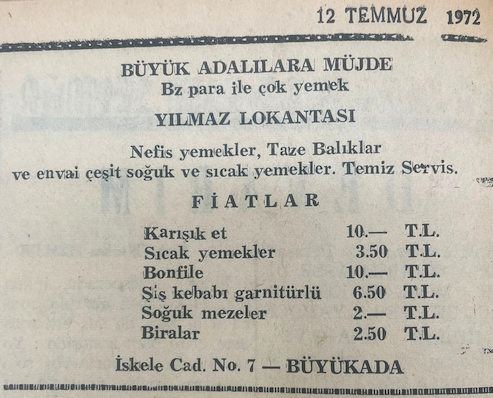 12 TEMMUZ 1972
BÜYÜK ADALILARA MÜJDE
Bz para ile çok yemek
YILMAZ LOKANTASI
Nefis yemekler, Taze Balıklar
ve envai çeşit soğuk ve sıcak yemekler. Temiz Servis.
FİATLAR
Karışık et 10.— T.L.
Sıcak yemekler 3.50 T.L.
Bonfile 10.— T.L.
Şiş kebabı garnitürlü 6.50 T.L.
Soğuk mezeler 2.— T.L.
Biralar 2.50 T.L.
İskele Cad. No. 7 — BÜYÜKADA